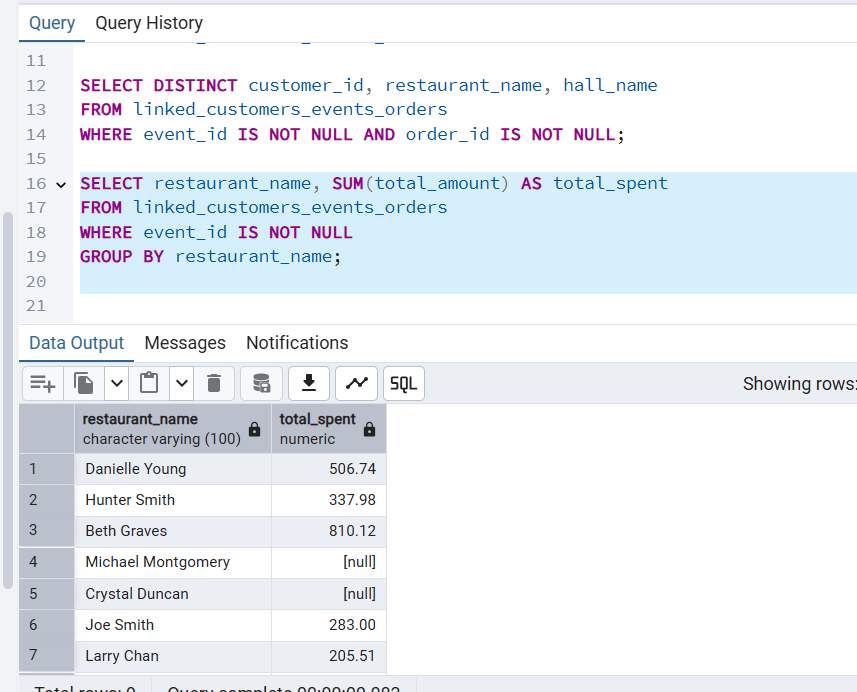 Query Query History
11
12 SELECT DISTINCT customer_id, restaurant_name, hall_name
13 FROM linked_customers_events_orders
14 WHERE event_id IS NOT NULL AND order_id IS NOT NULL;
15
16 SELECT restaurant_name, SUM(total_amount) AS total_spent
17 FROM linked_customers_events_orders
18 WHERE event_id IS NOT NULL
19 GROUP BY restaurant_name;
20
21
Data Output Messages Notifications
SQL Showing rows:
restaurant_name total_spent
character varying (100) numeric
1 Danielle Young 506.74
2 Hunter Smith 337.98
3 Beth Graves 810.12
4 Michael Montgomery [null]
5 Crystal Duncan [null]
6 Joe Smith 283.00
7 Larry Chan 205.51
Total rows: Query complete